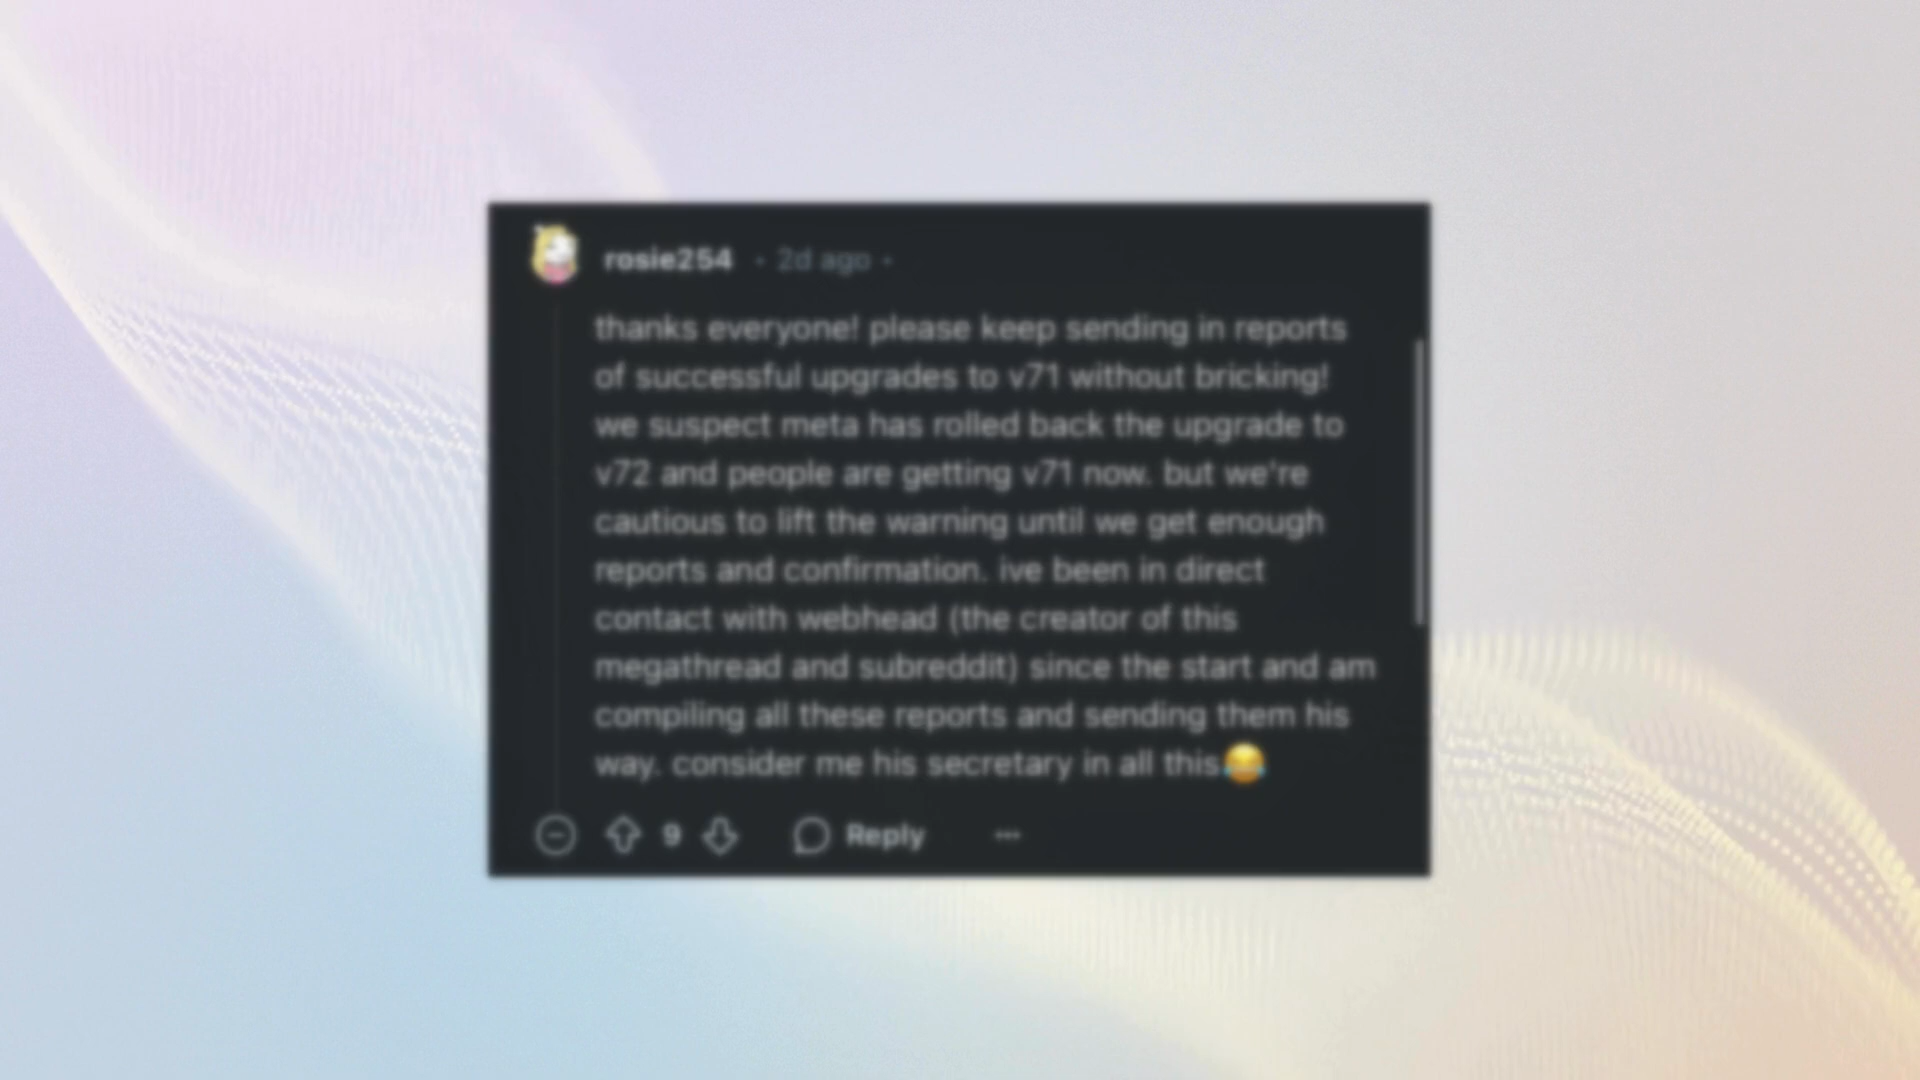 rosie254 · 2d ago ·
thanks everyone! please keep sending in reports
of successful upgrades to v71 without bricking!
we suspect meta has rolled back the upgrade to
v72 and people are getting v71 now. but we're
cautious to lift the warning until we get enough
reports and confirmation. ive been in direct
contact with webhead (the creator of this
megathread and subreddit) since the start and am
compiling all these reports and sending them his
way. consider me his secretary in all this😂
9 Reply ...